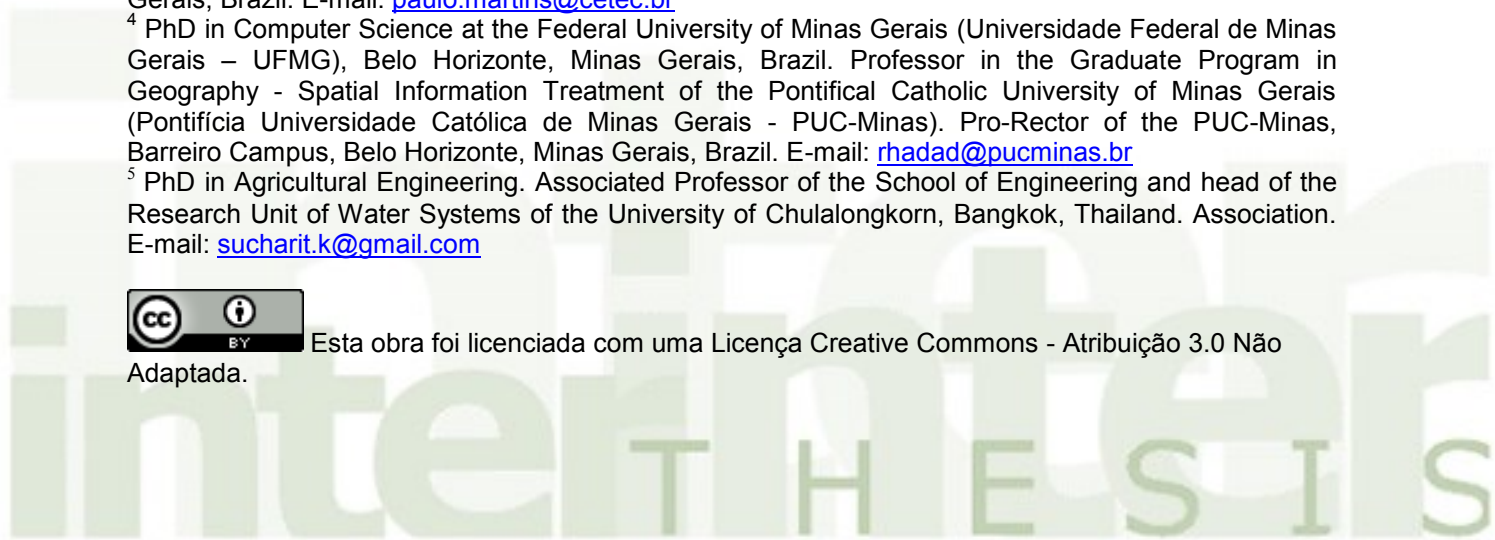 Gerais, Brazil. E-mail: paulo.martins@cetec.br
4 PhD in Computer Science at the Federal University of Minas Gerais (Universidade Federal de Minas
Gerais – UFMG), Belo Horizonte, Minas Gerais, Brazil. Professor in the Graduate Program in
Geography - Spatial Information Treatment of the Pontifical Catholic University of Minas Gerais
(Pontifícia Universidade Católica de Minas Gerais - PUC-Minas). Pro-Rector of the PUC-Minas,
Barreiro Campus, Belo Horizonte, Minas Gerais, Brazil. E-mail: rhadad@pucminas.br
5 PhD in Agricultural Engineering. Associated Professor of the School of Engineering and head of the
Research Unit of Water Systems of the University of Chulalongkorn, Bangkok, Thailand. Association.
E-mail: sucharit.k@gmail.com
cc BY Esta obra foi licenciada com uma Licença Creative Commons - Atribuição 3.0 Não
Adaptada.
inter
interinter
THESIS